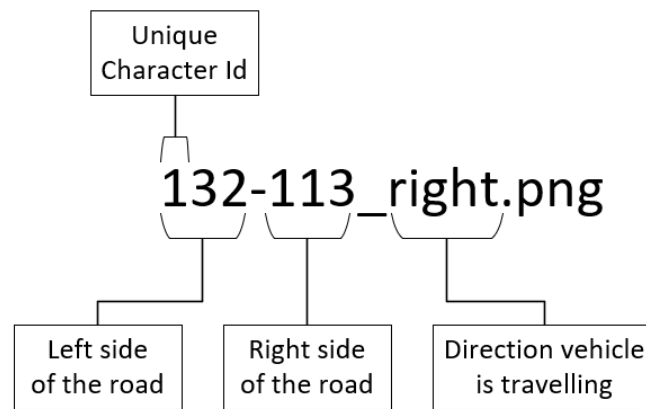 Unique
Character Id
132-113_right.png
Left side
of the road
Right side
of the road
Direction vehicle
is travelling